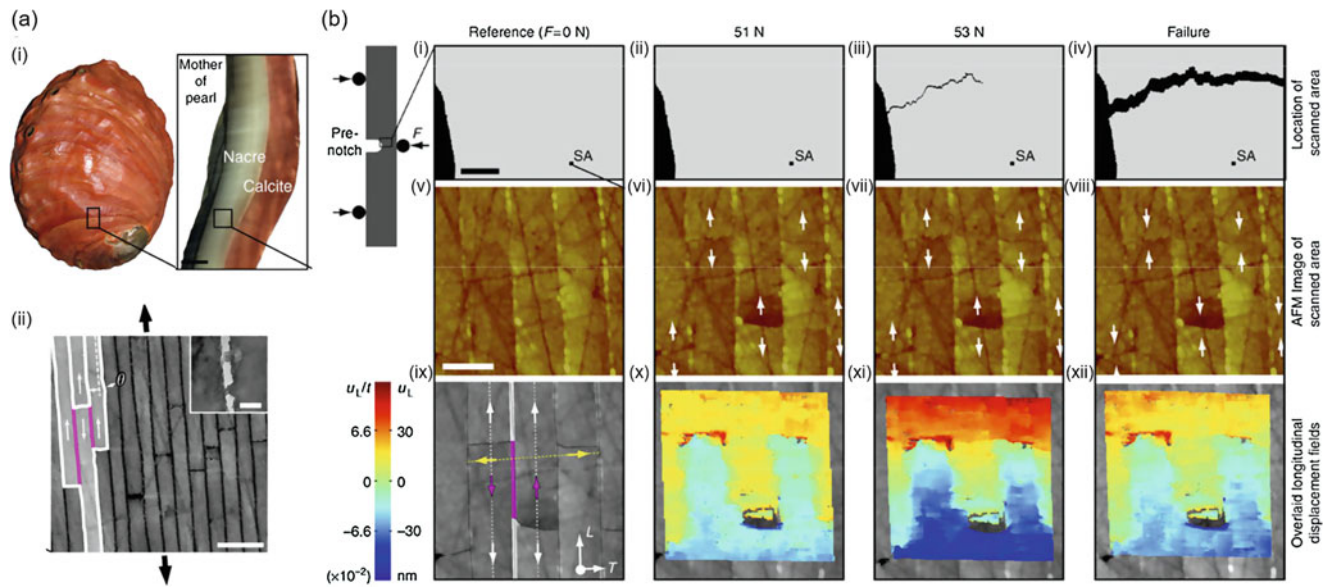 (a)
(i)
Mother
of pearl
Nacre
Calcite
(ii)
θ
(b)
Pre-
notch
F
Reference (F=0 N)
51 N
53 N
Failure
(i)
(ii)
(iii)
(iv)
SA
SA
SA
SA
Location of
scanned area
(v)
(vi)
(vii)
(viii)
AFM Image of
scanned area
(ix)
(x)
(xi)
(xii)
uL/l uL
6.6 30
0 0
−6.6 −30
(×10−2) nm
L
T
Overlaid longitudinal
displacement fields